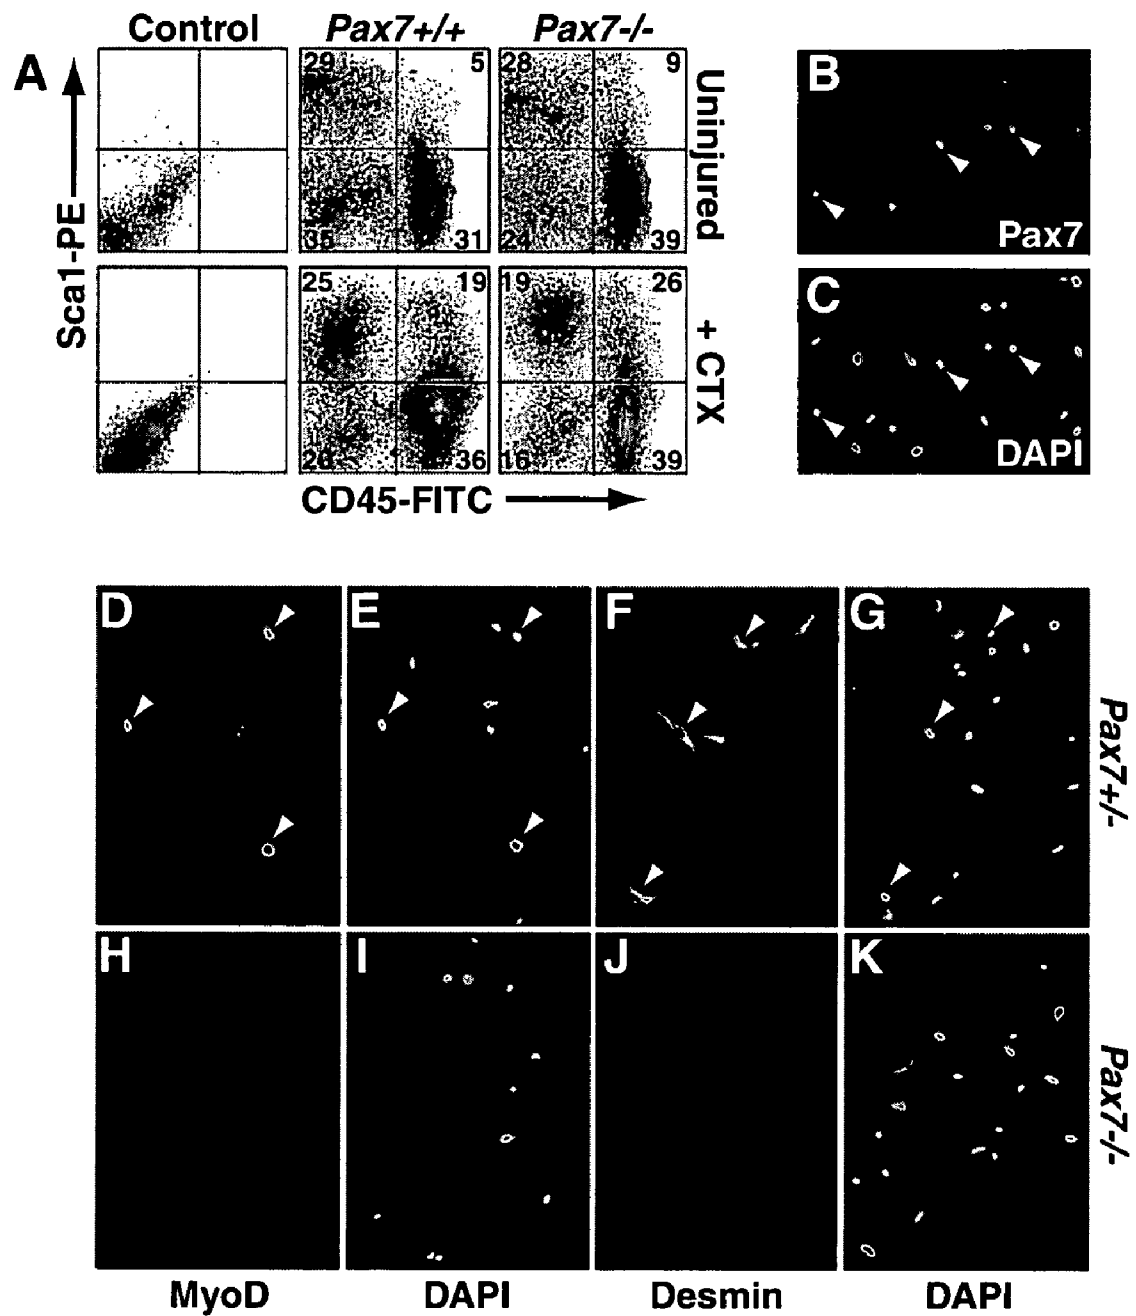 Control Pax7+/+ Pax7-/-
A
Sca1-PE
29 5
35 31
28 9
24 39
Uninjured
25 19
20 36
19 26
16 39
+ CTX
CD45-FITC
B
Pax7
C
DAPI
D E F G
Pax7+/-
H I J K
Pax7-/-
MyoD DAPI Desmin DAPI